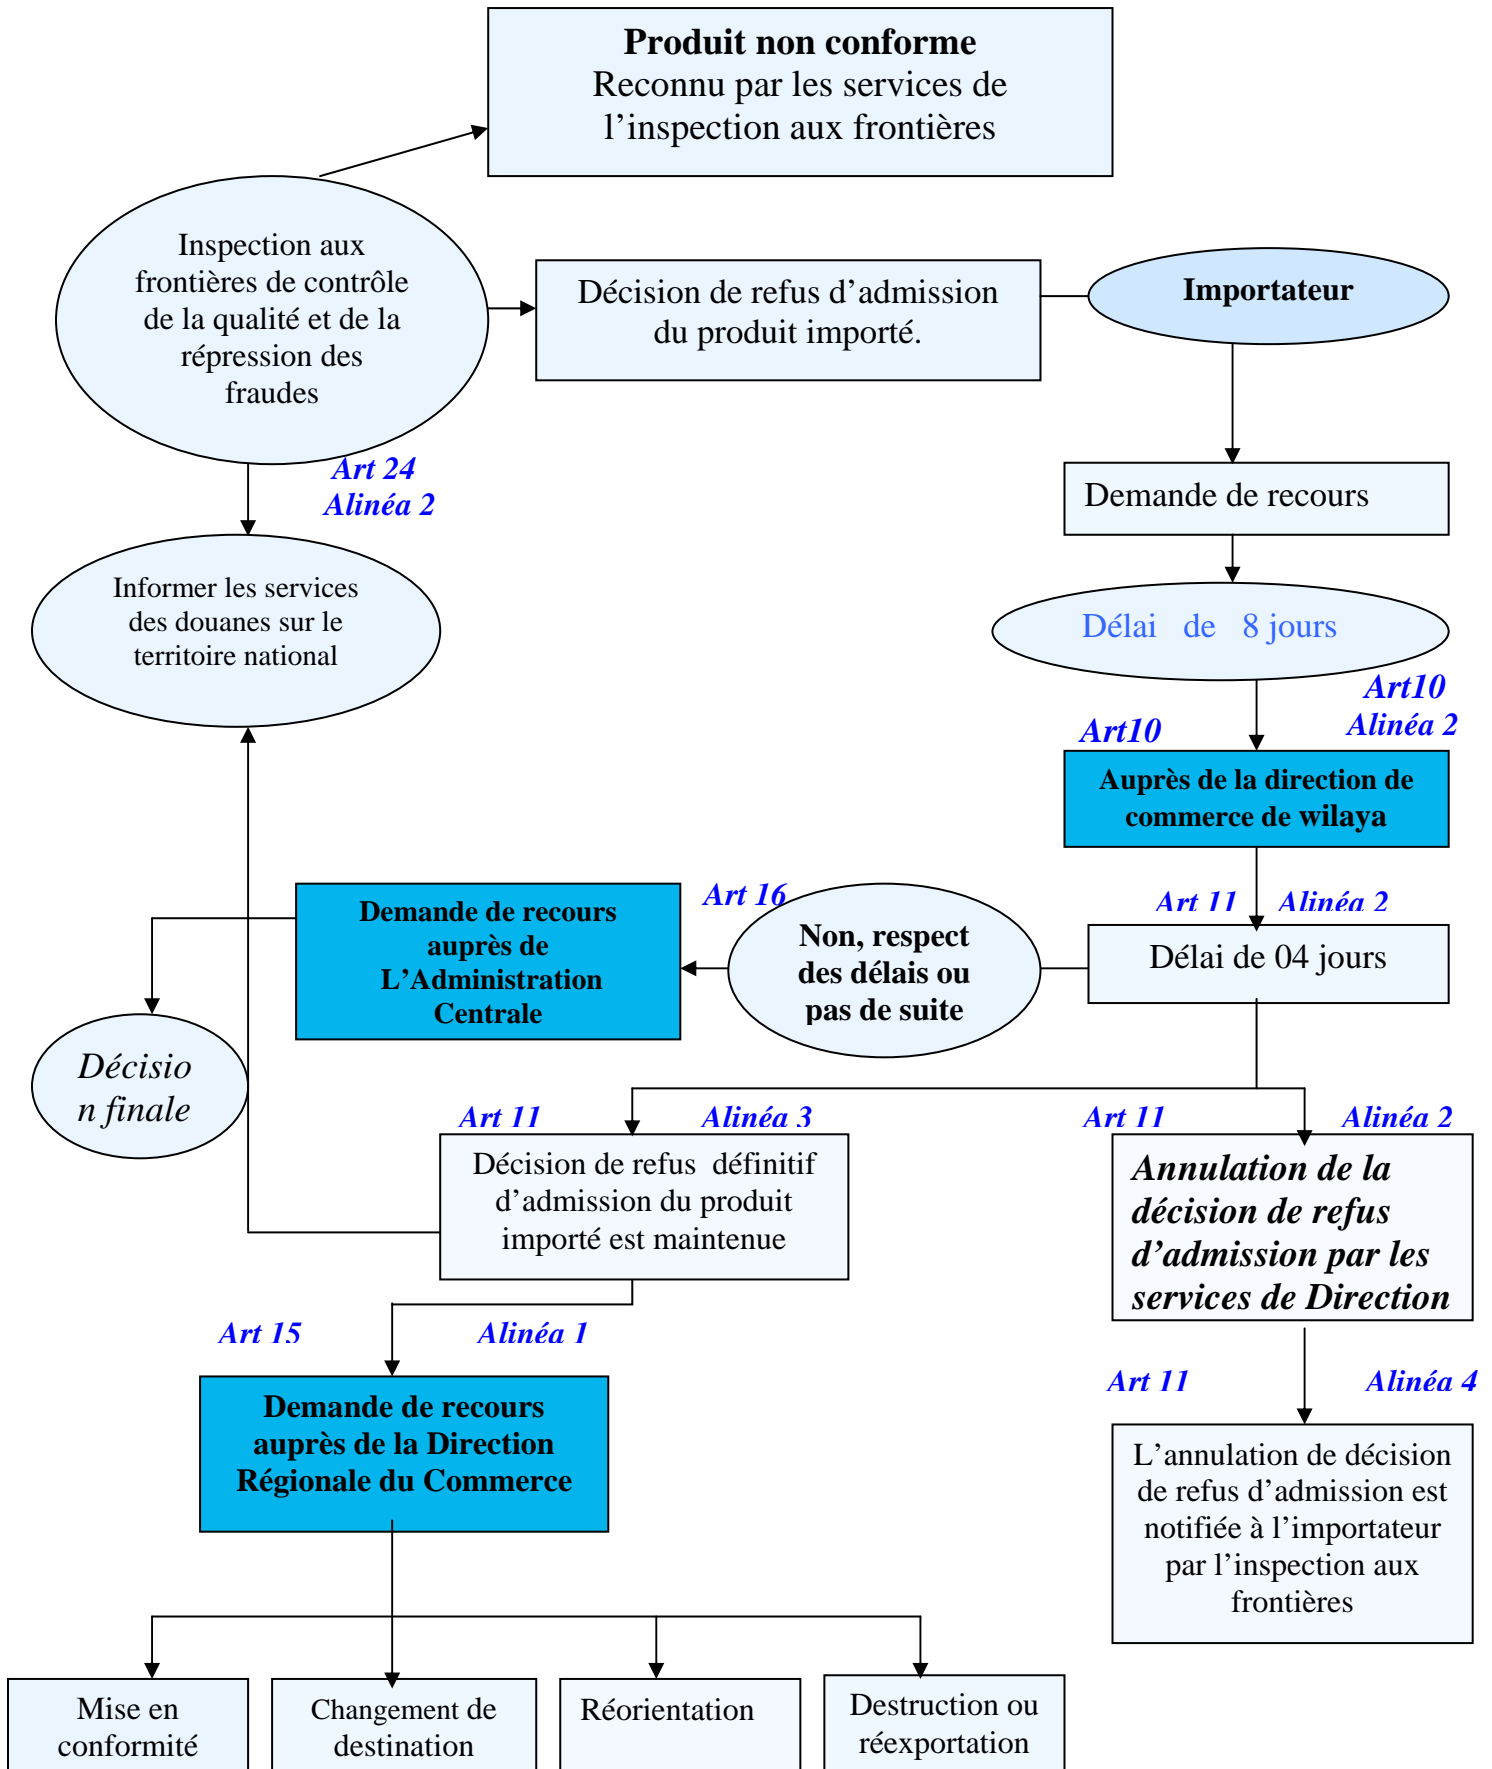 Produit non conforme
Reconnu par les services de
l’inspection aux frontières
Inspection aux
frontières de contrôle
de la qualité et de la
répression des
fraudes
Décision de refus d’admission
du produit importé.
Importateur
Art 24
Alinéa 2
Demande de recours
Informer les services
des douanes sur le
territoire national
Délai de 8 jours
Art10
Alinéa 2
Art10
Auprès de la direction de
commerce de wilaya
Art 11 Alinéa 2
Délai de 04 jours
Art 16
Non, respect
des délais ou
pas de suite
Demande de recours
auprès de
L’Administration
Centrale
Décisio
n finale
Art 11 Alinéa 3
Décision de refus définitif
d’admission du produit
importé est maintenue
Art 11 Alinéa 2
Annulation de la
décision de refus
d’admission par les
services de Direction
Art 15 Alinéa 1
Demande de recours
auprès de la Direction
Régionale du Commerce
Art 11 Alinéa 4
L’annulation de décision
de refus d’admission est
notifiée à l’importateur
par l’inspection aux
frontières
Mise en
conformité
Changement de
destination
Réorientation
Destruction ou
réexportation